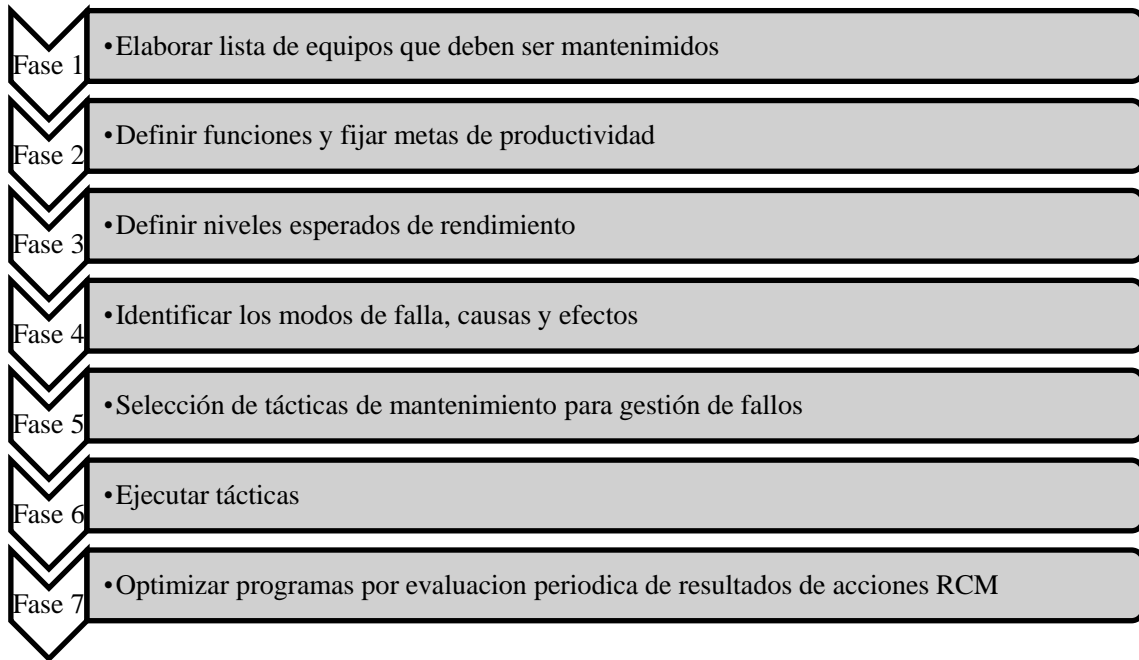 Fase 1
•Elaborar lista de equipos que deben ser mantenimidos
Fase 2
•Definir funciones y fijar metas de productividad
Fase 3
•Definir niveles esperados de rendimiento
Fase 4
•Identificar los modos de falla, causas y efectos
Fase 5
•Selección de tácticas de mantenimiento para gestión de fallos
Fase 6
•Ejecutar tácticas
Fase 7
•Optimizar programas por evaluacion periodica de resultados de acciones RCM